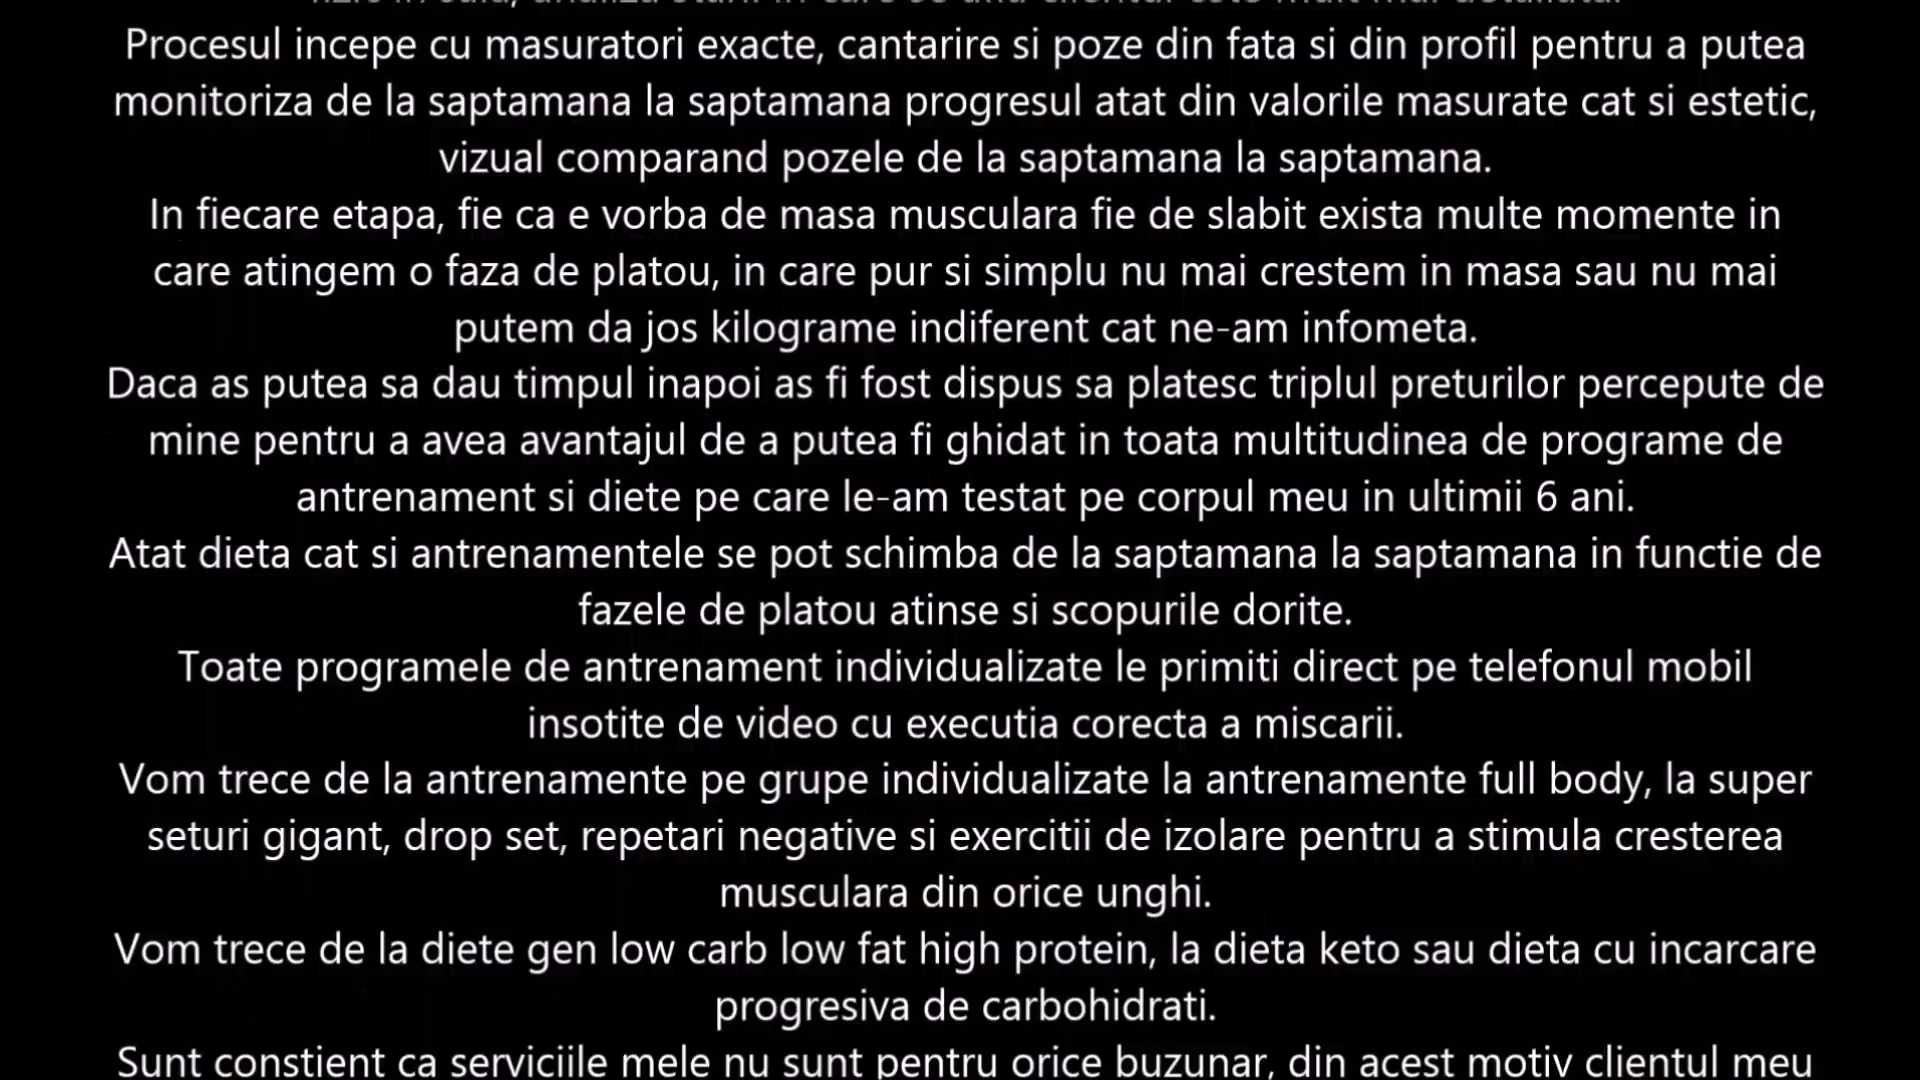 Procesul incepe cu masuratori exacte, cantarire si poze din fata si din profil pentru a putea
monitoriza de la saptamana la saptamana progresul atat din valorile masurate cat si estetic,
vizual comparand pozele de la saptamana la saptamana.
In fiecare etapa, fie ca e vorba de masa musculara fie de slabit exista multe momente in
care atingem o faza de platou, in care pur si simplu nu mai crestem in masa sau nu mai
putem da jos kilograme indiferent cat ne-am infometa.
Daca as putea sa dau timpul inapoi as fi fost dispus sa platesc triplul preturilor percepute de
mine pentru a avea avantajul de a putea fi ghidat in toata multitudinea de programe de
antrenament si diete pe care le-am testat pe corpul meu in ultimii 6 ani.
Atat dieta cat si antrenamentele se pot schimba de la saptamana la saptamana in functie de
fazele de platou atinse si scopurile dorite.
Toate programele de antrenament individualizate le primiti direct pe telefonul mobil
insotite de video cu executia corecta a miscarii.
Vom trece de la antrenamente pe grupe individualizate la antrenamente full body, la super
seturi gigant, drop set, repetari negative si exercitii de izolare pentru a stimula cresterea
musculara din orice unghi.
Vom trece de la diete gen low carb low fat high protein, la dieta keto sau dieta cu incarcare
progresiva de carbohidrati.
Sunt constient ca serviciile mele nu sunt pentru orice buzunar, din acest motiv clientul meu